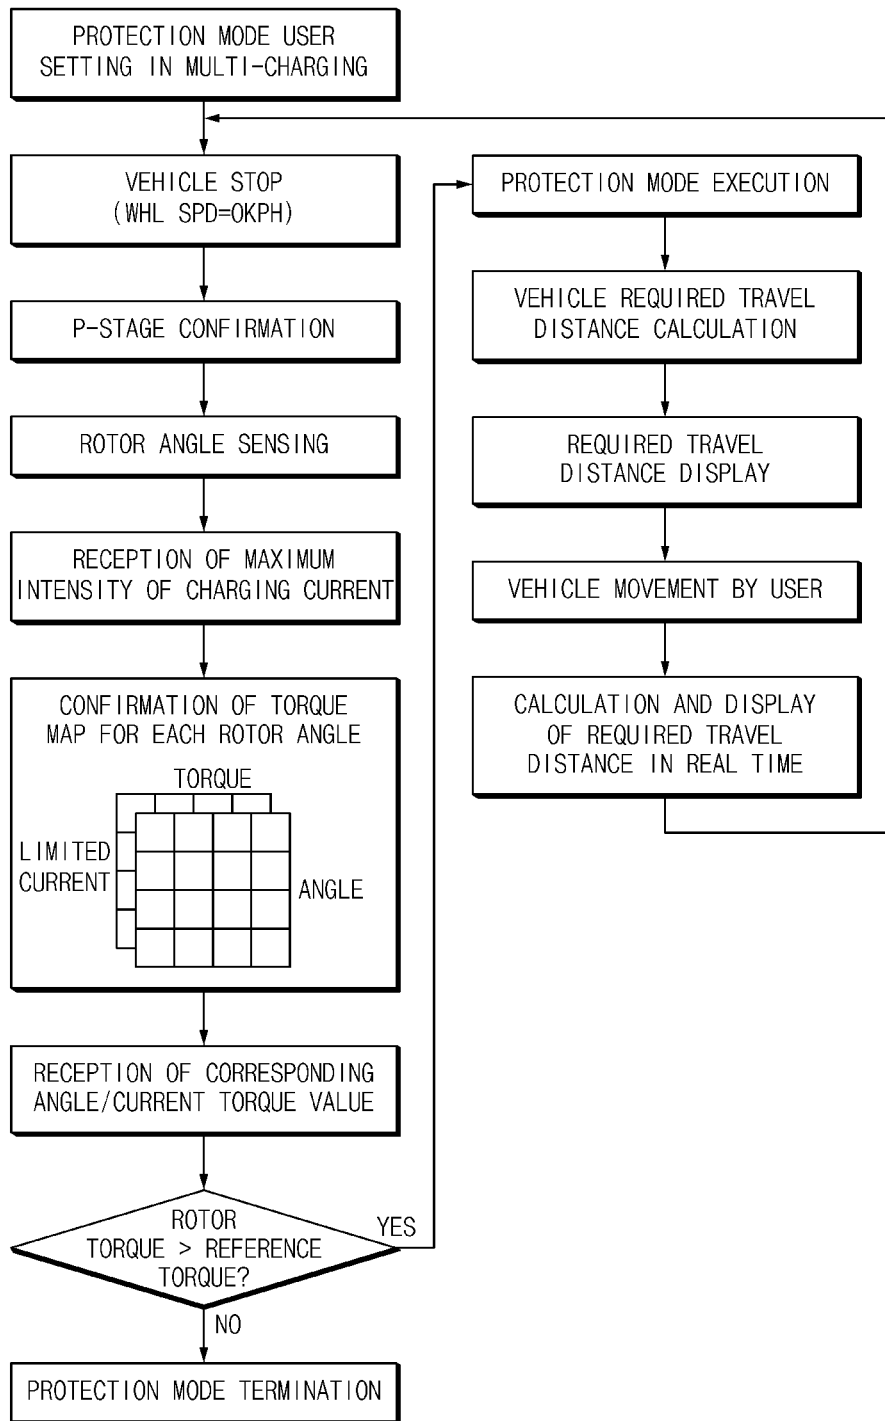 PROTECTION MODE USER
SETTING IN MULTI-CHARGING
VEHICLE STOP
(WHL SPD=0KPH)
P-STAGE CONFIRMATION
ROTOR ANGLE SENSING
RECEPTION OF MAXIMUM
INTENSITY OF CHARGING CURRENT
CONFIRMATION OF TORQUE
MAP FOR EACH ROTOR ANGLE
TORQUE
LIMITED
CURRENT
ANGLE
RECEPTION OF CORRESPONDING
ANGLE/CURRENT TORQUE VALUE
ROTOR
TORQUE > REFERENCE
TORQUE?
YES
NO
PROTECTION MODE TERMINATION
PROTECTION MODE EXECUTION
VEHICLE REQUIRED TRAVEL
DISTANCE CALCULATION
REQUIRED TRAVEL
DISTANCE DISPLAY
VEHICLE MOVEMENT BY USER
CALCULATION AND DISPLAY
OF REQUIRED TRAVEL
DISTANCE IN REAL TIME